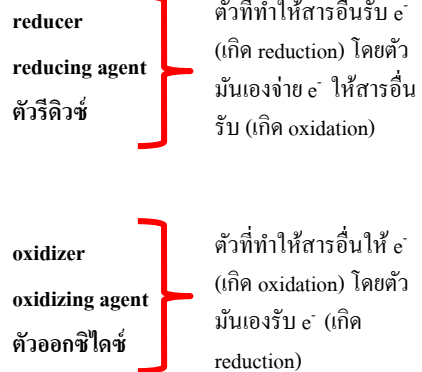 reducer
reducing agent
ตัวรีดิวซ์
ตัวที่ทำให้สารอื่นรับ e⁻
(เกิด reduction) โดยตัว
มันเองจ่าย e⁻ ให้สารอื่น
รับ (เกิด oxidation)
oxidizer
oxidizing agent
ตัวออกซิไดซ์
ตัวที่ทำให้สารอื่นให้ e⁻
(เกิด oxidation) โดยตัว
มันเองรับ e⁻ (เกิด
reduction)